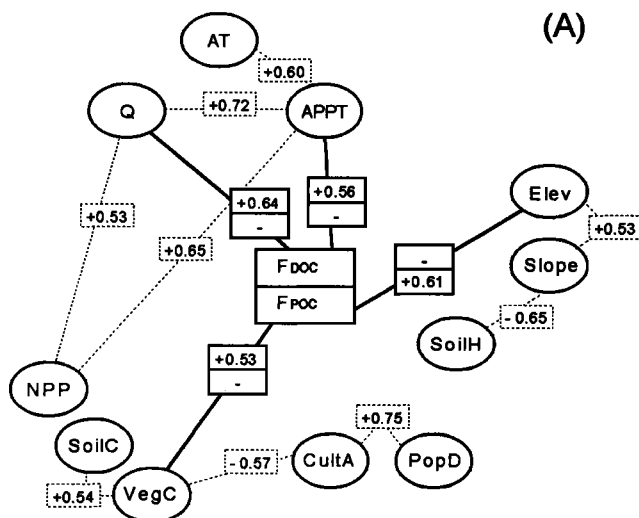 (A)
AT
+0.60
Q
+0.72
APPT
+0.64
-
+0.56
-
Elev
+0.53
+0.53
+0.65
-
+0.61
FDOC
FPOC
Slope
- 0.65
SoilH
+0.53
-
NPP
SoilC
+0.54
VegC
- 0.57
CultA
+0.75
PopD